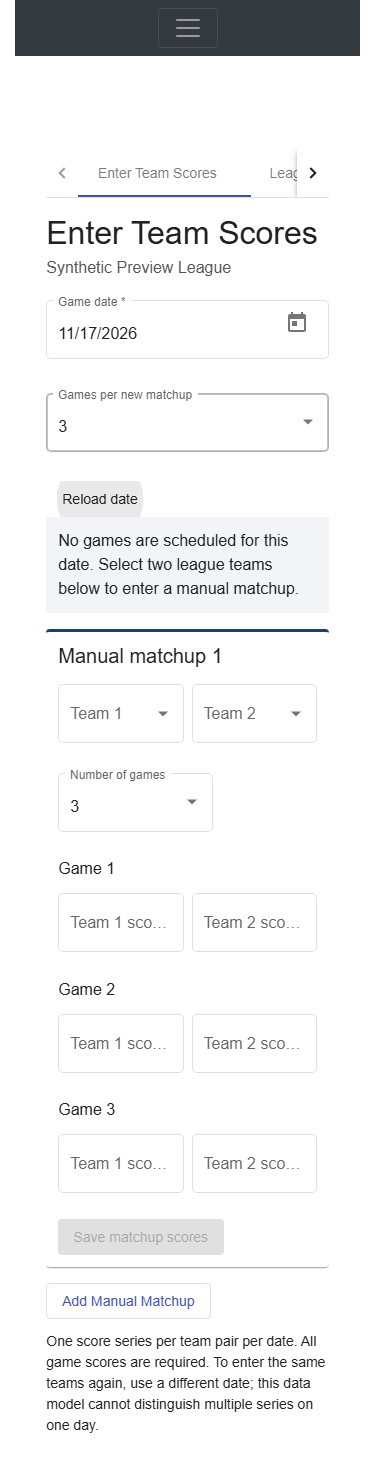 Enter Team Scores
Leag
Enter Team Scores
Synthetic Preview League
Game date *
11/17/2026
Games per new matchup
3
Reload date
No games are scheduled for this
date. Select two league teams
below to enter a manual matchup.
Manual matchup 1
Team 1 Team 2
Number of games
3
Game 1
Team 1 sco... Team 2 sco...
Game 2
Team 1 sco... Team 2 sco...
Game 3
Team 1 sco... Team 2 sco...
Save matchup scores
Add Manual Matchup
One score series per team pair per date. All
game scores are required. To enter the same
teams again, use a different date; this data
model cannot distinguish multiple series on
one day.